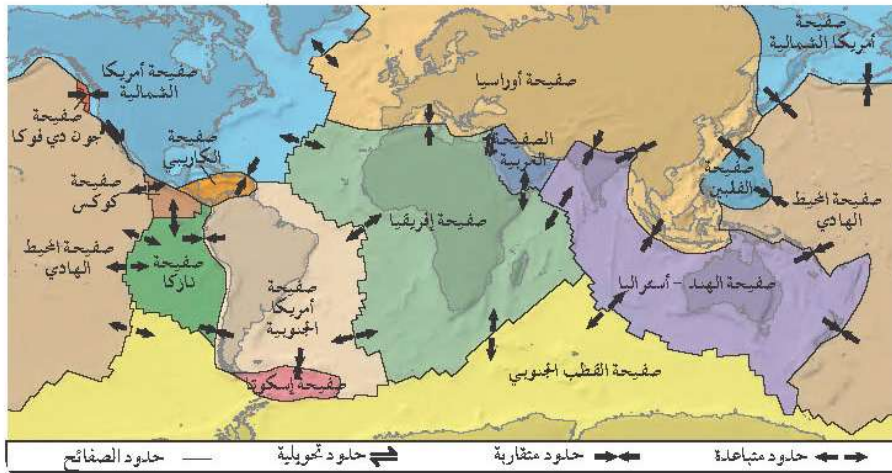 صفيحة
أمريكا الشمالية
صفيحة أوراسيا
صفيحة أمريكا
الشمالية
صفيحة
جون دي فوكا
صفيحة
الكاريبي
الصفيحة
العربية
صفيحة
الفلبين
صفيحة
كوكس
صفيحة المحيط
الهادي
صفيحة إفريقيا
صفيحة المحيط
الهادي
صفيحة
نازكا
صفيحة
أمريكا
الجنوبية
صفيحة الهند - أستراليا
صفيحة القطب الجنوبي
صفيحة إسكوتيا
حدود متباعدة
حدود متقاربة
حدود تحويلية
حدود الصفائح